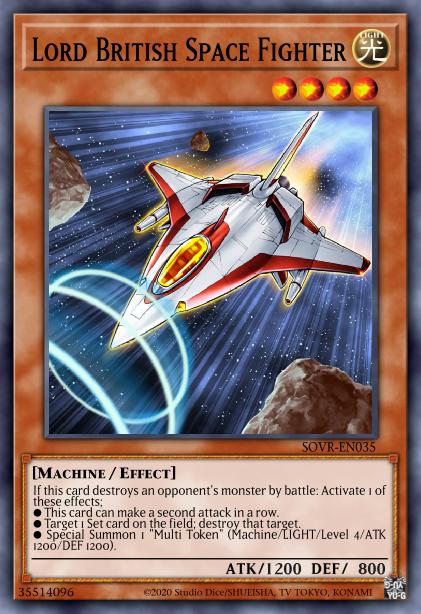 LORD BRITISH SPACE FIGHTER
LIGHT
光
SOVR-EN035
[MACHINE / EFFECT]
If this card destroys an opponent's monster by battle: Activate 1 of
these effects;
● This card can make a second attack in a row.
● Target 1 Set card on the field; destroy that target.
● Special Summon 1 "Multi Token" (Machine/LIGHT/Level 4/ATK
1200/DEF 1200).
ATK/1200 DEF/ 800
35514096
©2020 Studio Dice/SHUEISHA, TV TOKYO, KONAMI